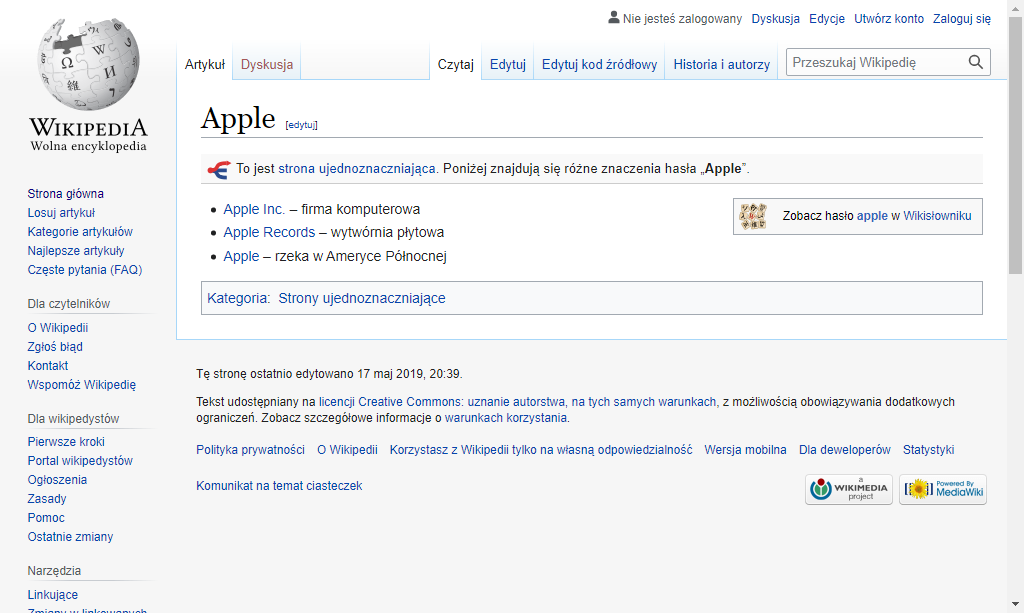 Nie jesteś zalogowany Dyskusja Edycje Utwórz konto Zaloguj się
Artykuł Dyskusja Czytaj Edytuj Edytuj kod źródłowy Historia i autorzy Przeszukaj Wikipedię
WIKIPEDIA
Wolna encyklopedia
Apple [edytuj]
To jest strona ujednoznaczniająca. Poniżej znajdują się różne znaczenia hasła „Apple”.
Apple Inc. – firma komputerowa
Apple Records – wytwórnia płytowa
Apple – rzeka w Ameryce Północnej
Zobacz hasło apple w Wikisłowniku
Kategoria: Strony ujednoznaczniające
Strona główna
Losuj artykuł
Kategorie artykułów
Najlepsze artykuły
Częste pytania (FAQ)
Dla czytelników
O Wikipedii
Zgłoś błąd
Kontakt
Wspomóż Wikipedię
Dla wikipedystów
Pierwsze kroki
Portal wikipedystów
Ogłoszenia
Zasady
Pomoc
Ostatnie zmiany
Narzędzia
Linkujące
Zmiany w linkowanych
Tę stronę ostatnio edytowano 17 maj 2019, 20:39.
Tekst udostępniany na licencji Creative Commons: uznanie autorstwa, na tych samych warunkach, z możliwością obowiązywania dodatkowych
ograniczeń. Zobacz szczegółowe informacje o warunkach korzystania.
Polityka prywatności O Wikipedii Korzystasz z Wikipedii tylko na własną odpowiedzialność Wersja mobilna Dla deweloperów Statystyki
Komunikat na temat ciasteczek
a
WIKIMEDIA
project
Powered By
MediaWiki